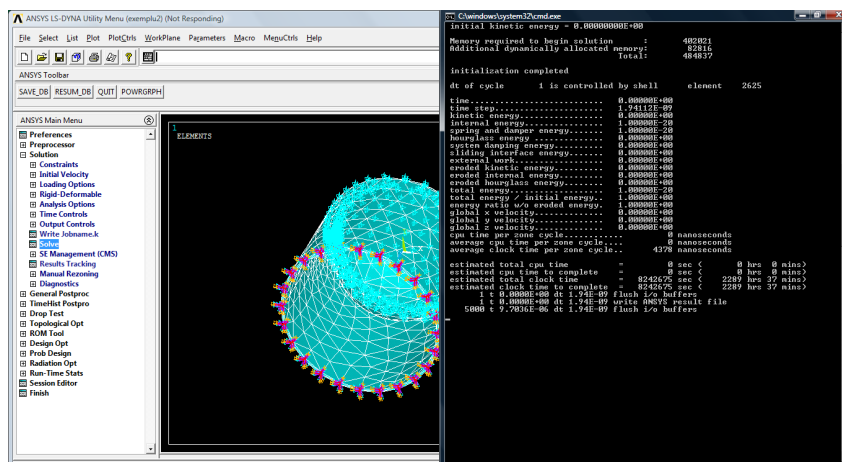 ANSYS LS-DYNA Utility Menu (exemplu2) (Not Responding)
File Select List Plot PlotCtrls WorkPlane Parameters Macro MenuCtrls Help
ANSYS Toolbar
SAVE_DB RESUM_DB QUIT POWRGRPH
ANSYS Main Menu
Preferences
Preprocessor
Solution
Constraints
Initial Velocity
Loading Options
Rigid-Deformable
Analysis Options
Time Controls
Output Controls
Write Jobname.k
Solve
SE Management (CMS)
Results Tracking
Manual Rezoning
Diagnostics
General Postproc
TimeHist Postpro
Drop Test
Topological Opt
ROM Tool
Design Opt
Prob Design
Radiation Opt
Run-Time Stats
Session Editor
Finish
1
ELEMENTS
C:\windows\system32\cmd.exe
initial kinetic energy = 0.00000000E+00
Memory required to begin solution : 402021
Additional dynamically allocated memory: 82816
Total: 484837
initialization completed
dt of cycle 1 is controlled by shell element 2625
time........................... 0.00000E+00
time step...................... 1.94112E-09
kinetic energy................. 0.00000E+00
internal energy................ 1.00000E-20
spring and damper energy....... 1.00000E-20
hourglass energy .............. 0.00000E+00
system damping energy.......... 0.00000E+00
sliding interface energy....... 0.00000E+00
external work.................. 0.00000E+00
eroded kinetic energy.......... 0.00000E+00
eroded internal energy......... 0.00000E+00
eroded hourglass energy........ 0.00000E+00
total energy................... 1.00000E-20
total energy / initial energy.. 1.00000E+00
energy ratio w/o eroded energy. 1.00000E+00
global x velocity.............. 0.00000E+00
global y velocity.............. 0.00000E+00
global z velocity.............. 0.00000E+00
cpu time per zone cycle............ 0 nanoseconds
average cpu time per zone cycle.... 0 nanoseconds
average clock time per zone cycle.. 4378 nanoseconds
estimated total cpu time = 0 sec ( 0 hrs 0 mins)
estimated cpu time to complete = 0 sec ( 0 hrs 0 mins)
estimated total clock time = 8242675 sec ( 2289 hrs 37 mins)
estimated clock time to complete = 8242675 sec ( 2289 hrs 37 mins)
1 t 0.0000E+00 dt 1.94E-09 flush i/o buffers
1 t 0.0000E+00 dt 1.94E-09 write ANSYS result file
5000 t 9.7036E-06 dt 1.94E-09 flush i/o buffers